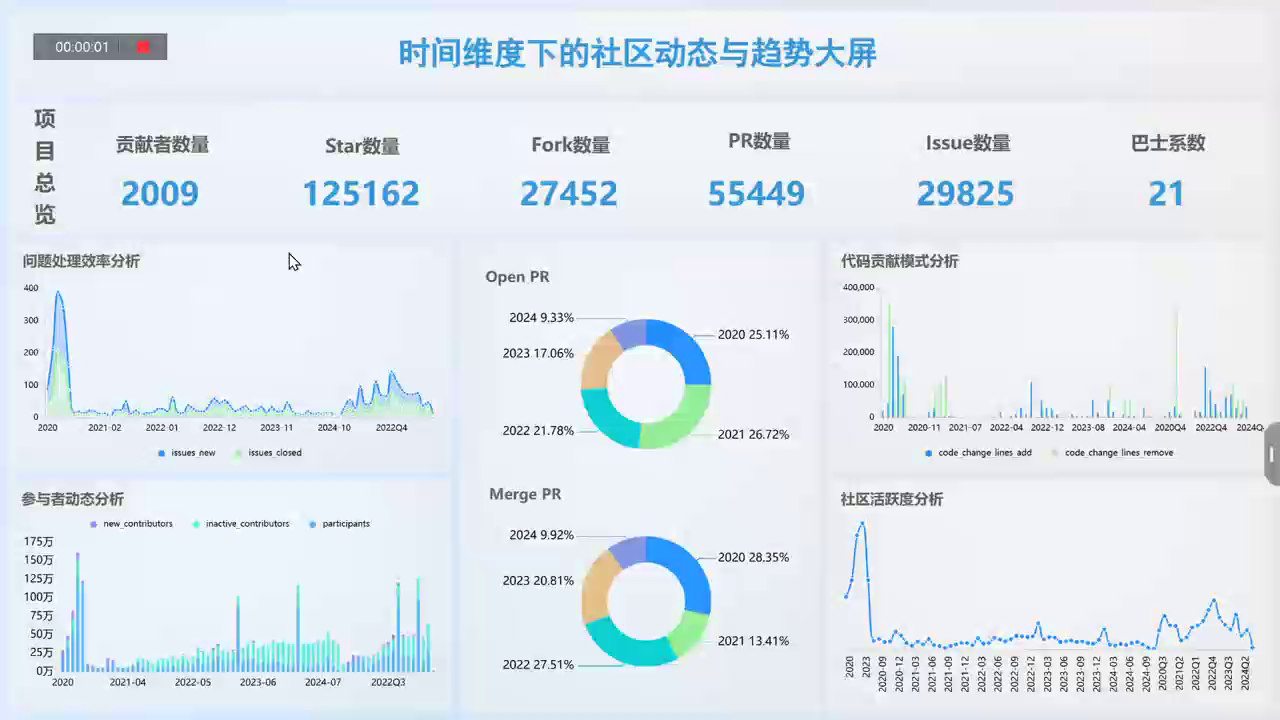 00:00:01
时间维度下的社区动态与趋势大屏
项目总览
贡献者数量
2009
Star数量
125162
Fork数量
27452
PR数量
55449
Issue数量
29825
巴士系数
21
问题处理效率分析
400
300
200
100
0
2020 2021-02 2022-01 2022-12 2023-11 2024-10 2022Q4
issues_new issues_closed
Open PR
2024 9.33%
2020 25.11%
2023 17.06%
2022 21.78%
2021 26.72%
代码贡献模式分析
400,000
300,000
200,000
100,000
0
2020 2020-11 2021-07 2022-04 2022-12 2023-08 2024-04 2020Q4 2022Q4 2024Q
code_change_lines_add code_change_lines_remove
参与者动态分析
new_contributors inactive_contributors participants
175万
150万
125万
100万
75万
50万
25万
0万
2020 2021-04 2022-05 2023-06 2024-07 2022Q3
Merge PR
2024 9.92%
2020 28.35%
2023 20.81%
2021 13.41%
2022 27.51%
社区活跃度分析
2020 2023 2020-09 2020-12 2021-03 2021-06 2021-09 2021-12 2022-03 2022-06 2022-09 2022-12 2023-03 2023-06 2023-09 2023-12 2024-03 2024-06 2024-09 2020Q3 2021Q2 2022Q1 2022Q4 2023Q3 2024Q2